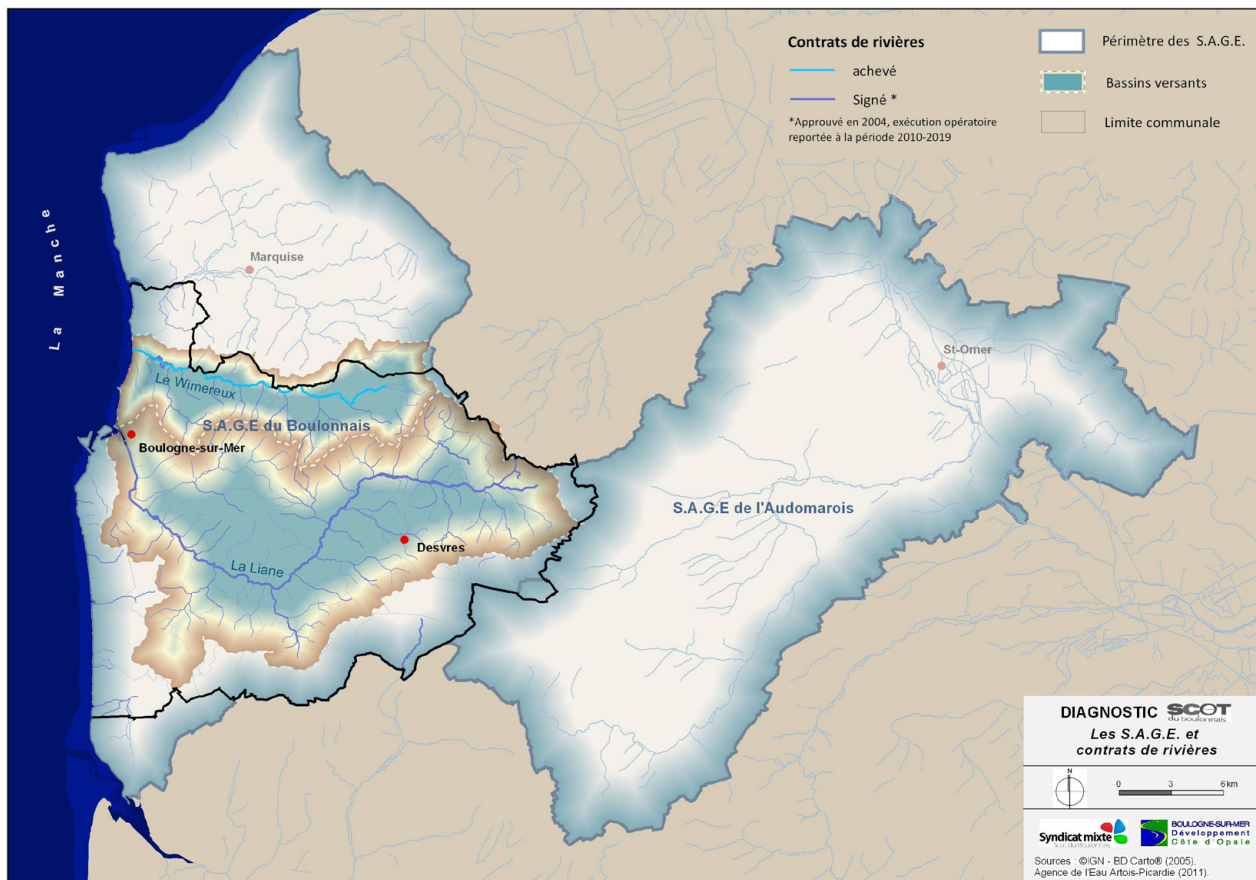 Contrats de rivières
achevé
Signé *
*Approuvé en 2004, exécution opératoire
reportée à la période 2010-2019
Périmètre des S.A.G.E.
Bassins versants
Limite communale
La Manche
Marquise
St-Omer
Le Wimereux
S.A.G.E du Boulonnais
Boulogne-sur-Mer
S.A.G.E de l'Audomarois
Desvres
La Liane
DIAGNOSTIC SCOT
du boulonnais
Les S.A.G.E. et
contrats de rivières
N
0 3 6 km
Syndicat mixte
BOULOGNE-SUR-MER
Développement
Côte d'Opale
Sources : ©IGN - BD Carto® (2005),
Agence de l'Eau Artois-Picardie (2011).